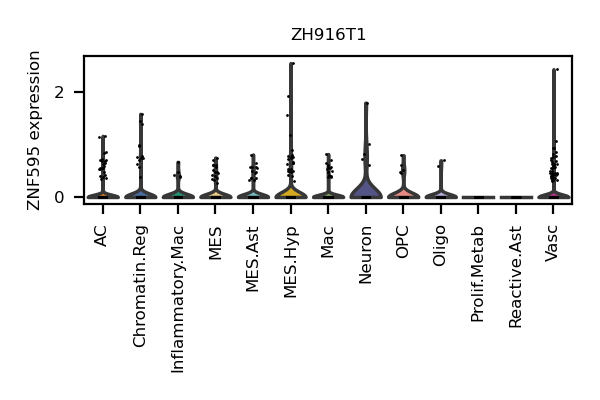 ZH916T1
ZNF595 expression
2
0
AC
Chromatin.Reg
Inflammatory.Mac
MES
MES.Ast
MES.Hyp
Mac
Neuron
OPC
Oligo
Prolif.Metab
Reactive.Ast
Vasc